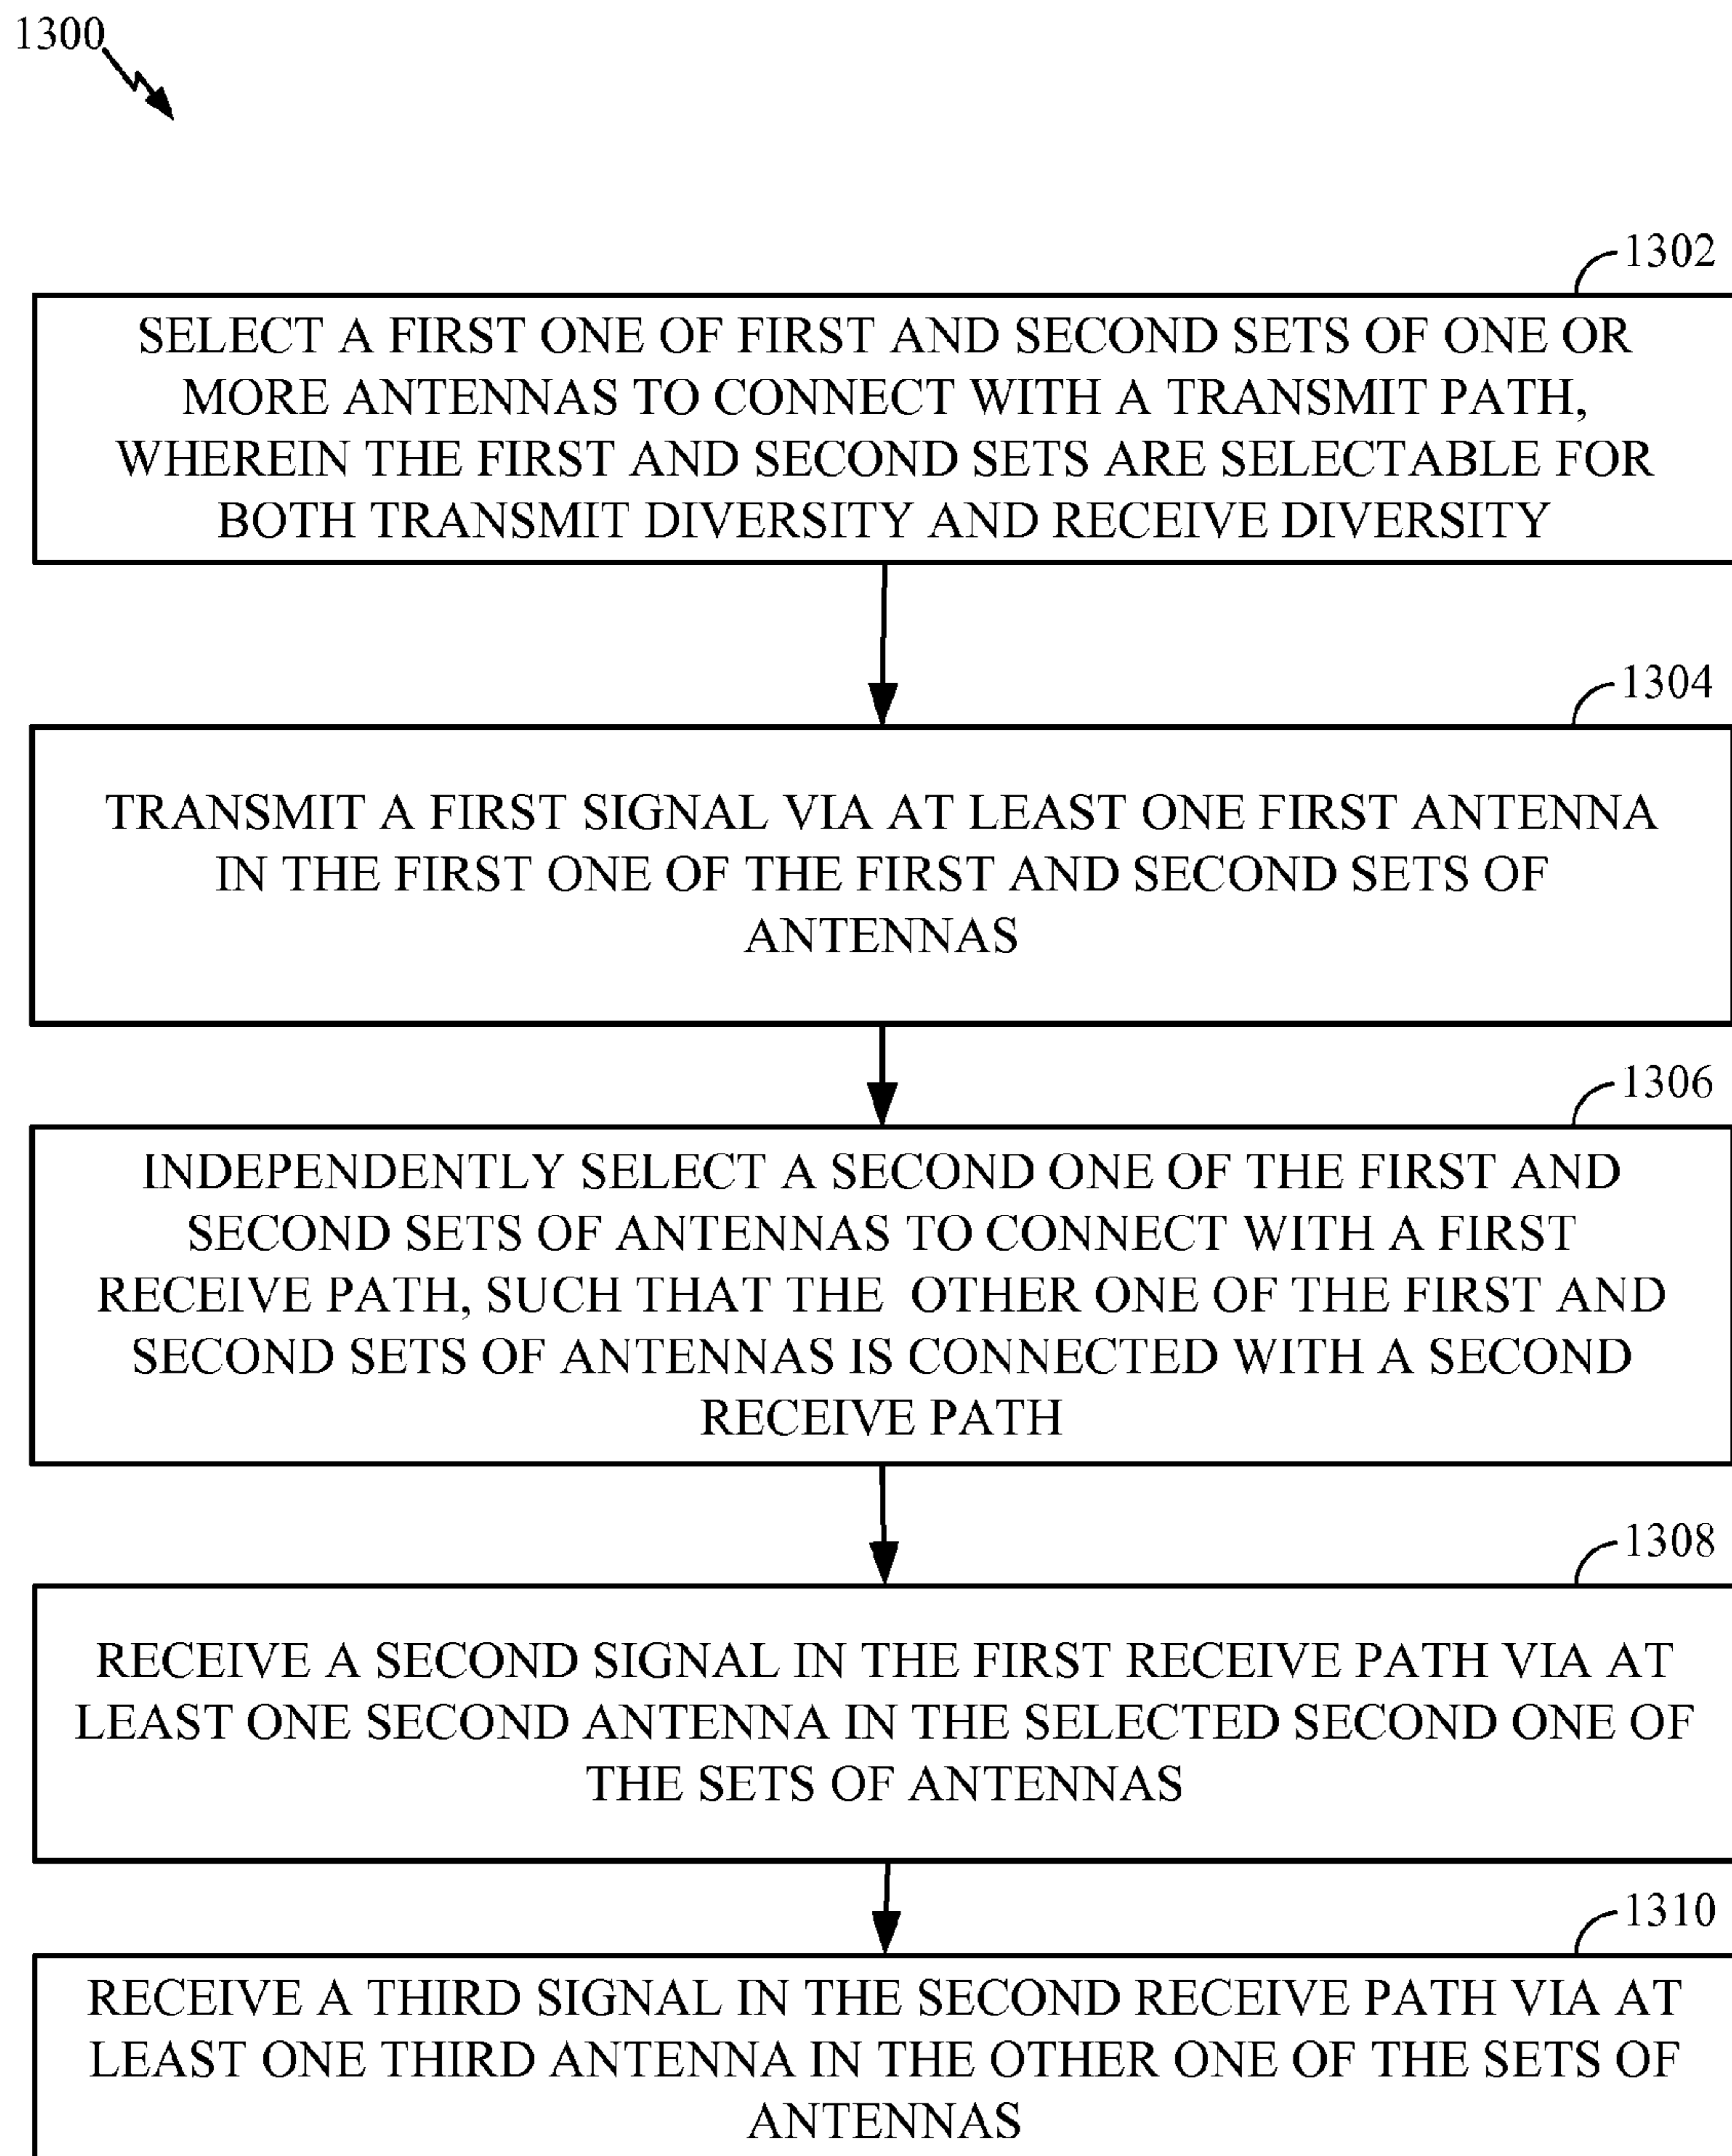 1300
1302
SELECT A FIRST ONE OF FIRST AND SECOND SETS OF ONE OR
MORE ANTENNAS TO CONNECT WITH A TRANSMIT PATH,
WHEREIN THE FIRST AND SECOND SETS ARE SELECTABLE FOR
BOTH TRANSMIT DIVERSITY AND RECEIVE DIVERSITY
1304
TRANSMIT A FIRST SIGNAL VIA AT LEAST ONE FIRST ANTENNA
IN THE FIRST ONE OF THE FIRST AND SECOND SETS OF
ANTENNAS
1306
INDEPENDENTLY SELECT A SECOND ONE OF THE FIRST AND
SECOND SETS OF ANTENNAS TO CONNECT WITH A FIRST
RECEIVE PATH, SUCH THAT THE OTHER ONE OF THE FIRST AND
SECOND SETS OF ANTENNAS IS CONNECTED WITH A SECOND
RECEIVE PATH
1308
RECEIVE A SECOND SIGNAL IN THE FIRST RECEIVE PATH VIA AT
LEAST ONE SECOND ANTENNA IN THE SELECTED SECOND ONE OF
THE SETS OF ANTENNAS
1310
RECEIVE A THIRD SIGNAL IN THE SECOND RECEIVE PATH VIA AT
LEAST ONE THIRD ANTENNA IN THE OTHER ONE OF THE SETS OF
ANTENNAS